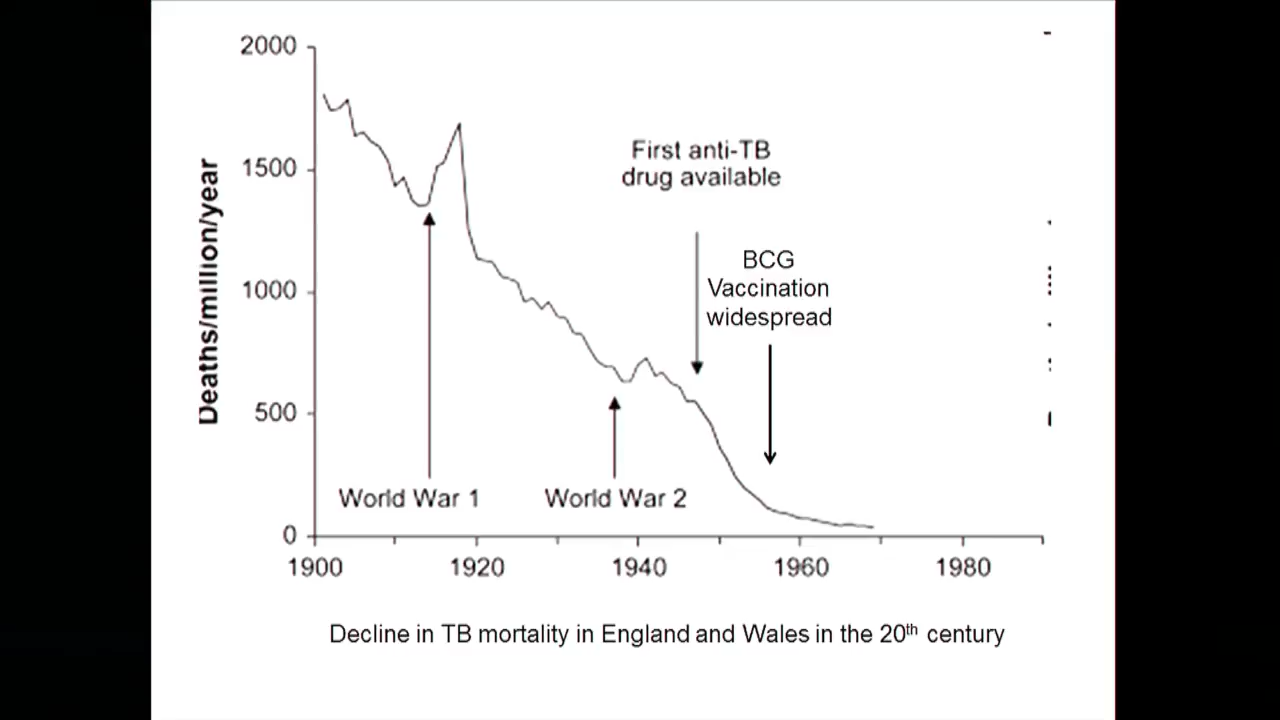 2000
1500
1000
500
0
Deaths/million/year
First anti-TB
drug available
BCG
Vaccination
widespread
World War 1
World War 2
1900 1920 1940 1960 1980
Decline in TB mortality in England and Wales in the 20th century